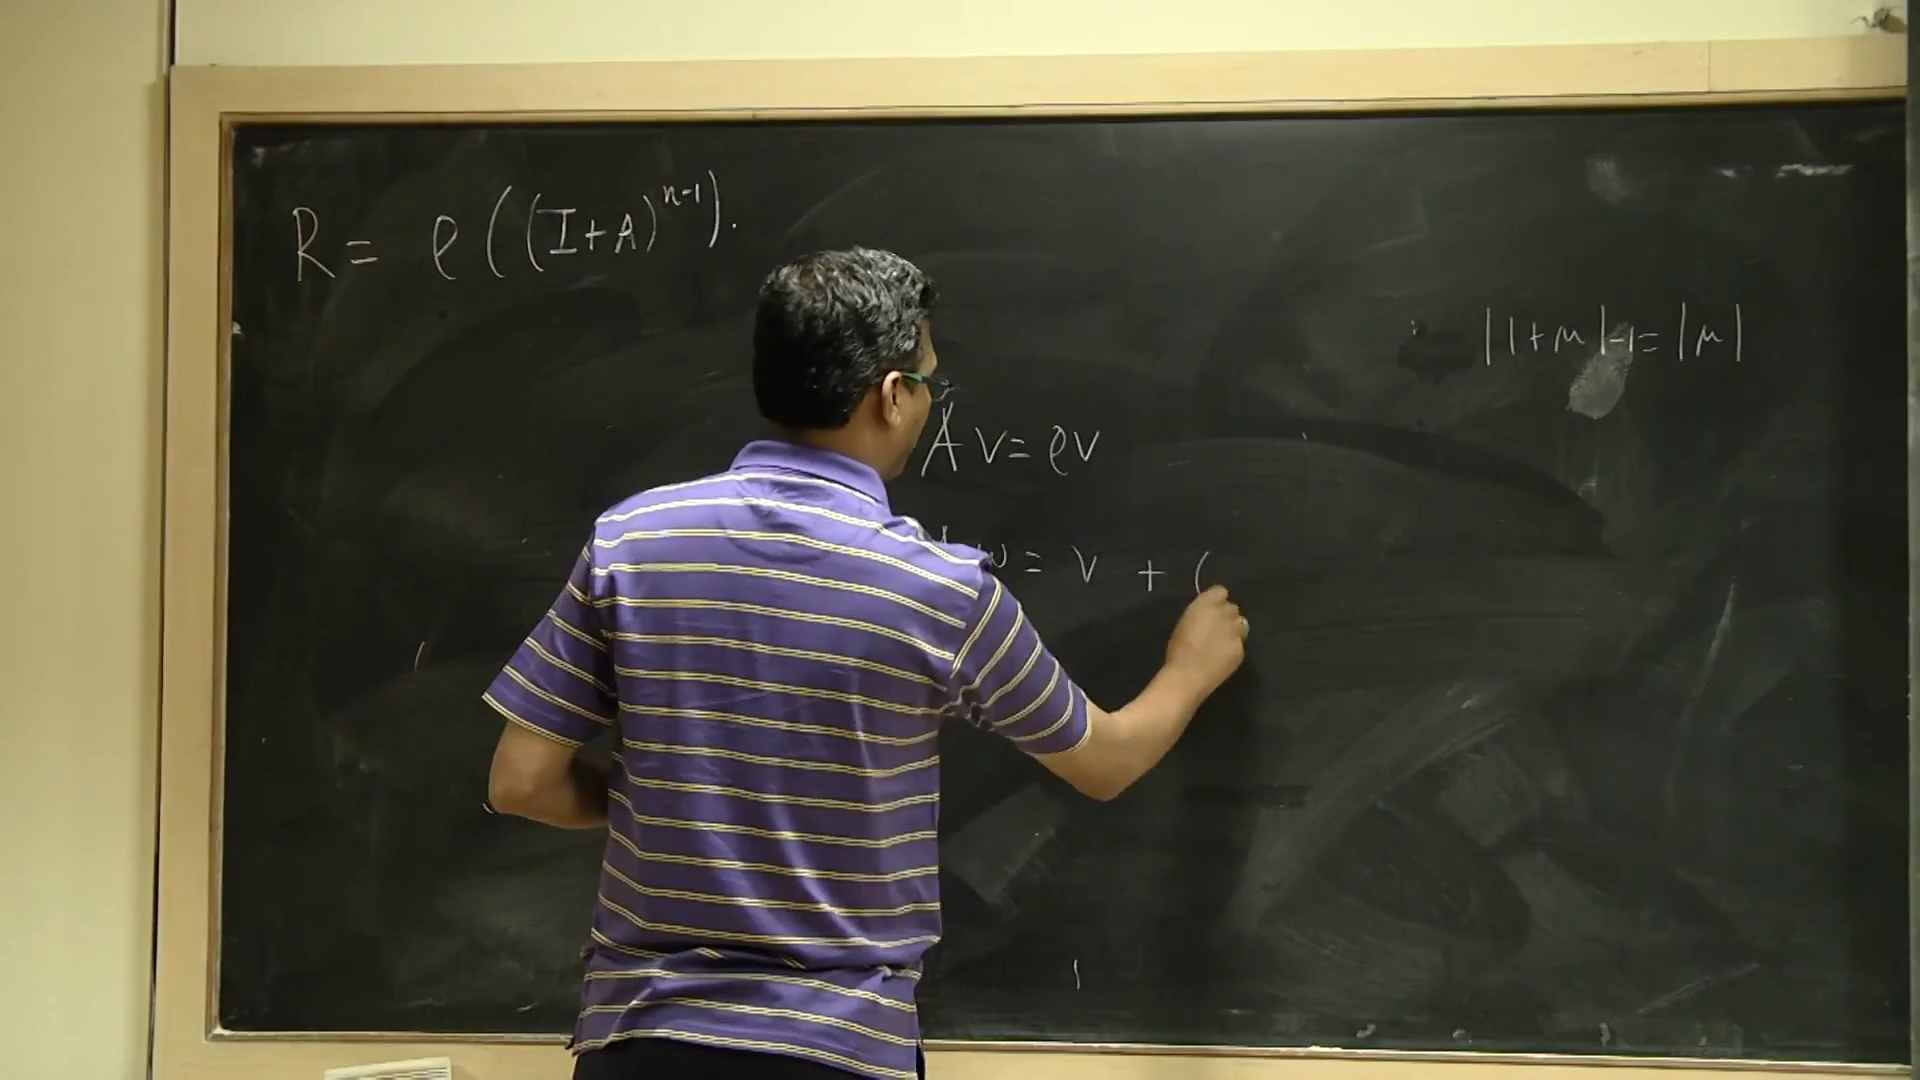 R = ρ((I+A)^{n-1}).
|1+μ|-1=|μ|
Av=ρv
w = v + (